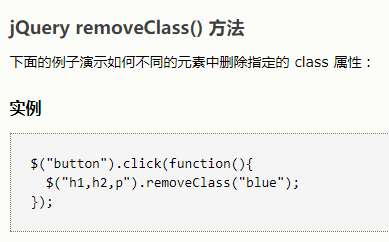 jQuery removeClass() 方法
下面的例子演示如何不同的元素中删除指定的 class 属性：
实例
$("button").click(function(){
  $("h1,h2,p").removeClass("blue");
});